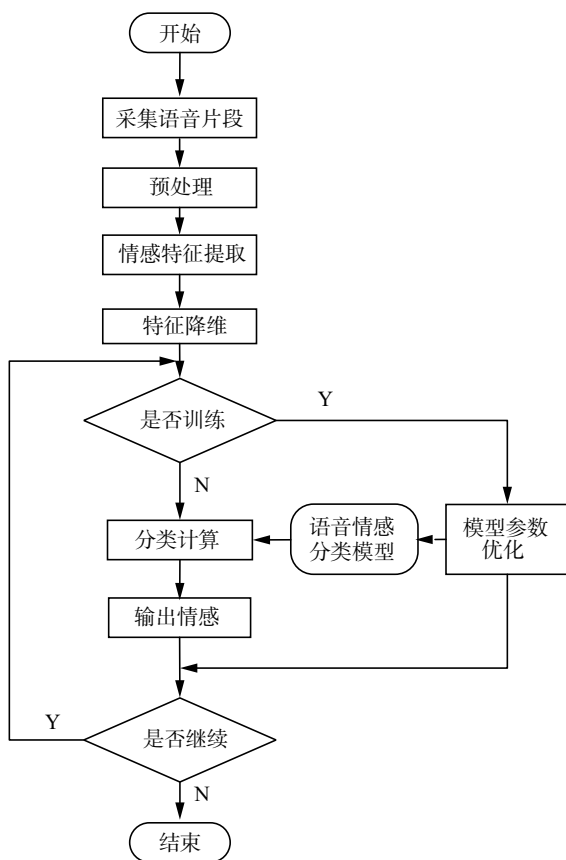 开始
采集语音片段
预处理
情感特征提取
特征降维
是否训练
Y
N
分类计算
语音情感
分类模型
模型参数
优化
输出情感
Y
是否继续
N
结束